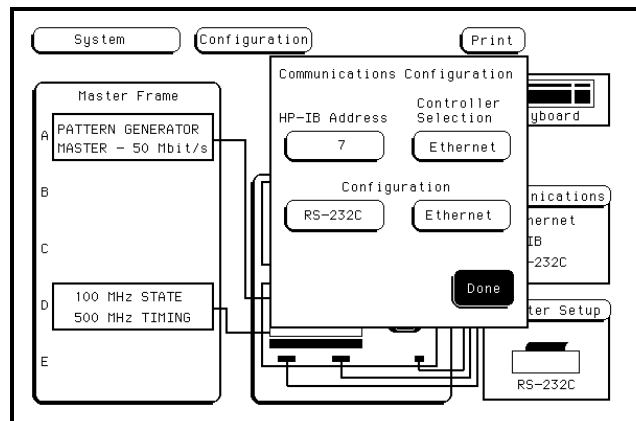 System
Configuration
Print
Master Frame
A
PATTERN GENERATOR
MASTER - 50 Mbit/s
B
C
D
100 MHz STATE
500 MHz TIMING
E
Communications Configuration
HP-IB Address
Controller
Selection
7
Ethernet
Configuration
RS-232C
Ethernet
Done
yboard
nications
hernet
IB
-232C
ter Setup
RS-232C